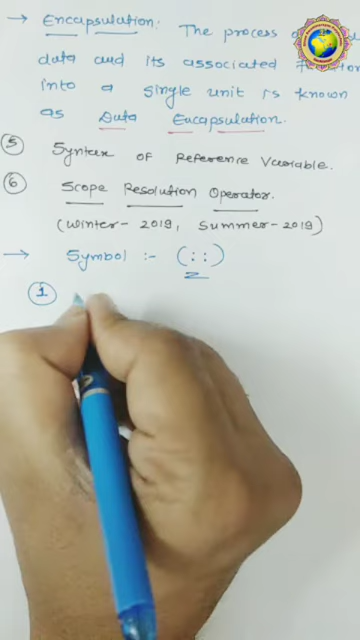 → Encapsulation: The process
data and its associated
into a single unit is known
as Data Encapsulation.
⑤ Syntax of Reference Variable.
⑥ Scope Resolution Operator.
(Winter-2019, Summer-2019)
→ Symbol :- (::)
①